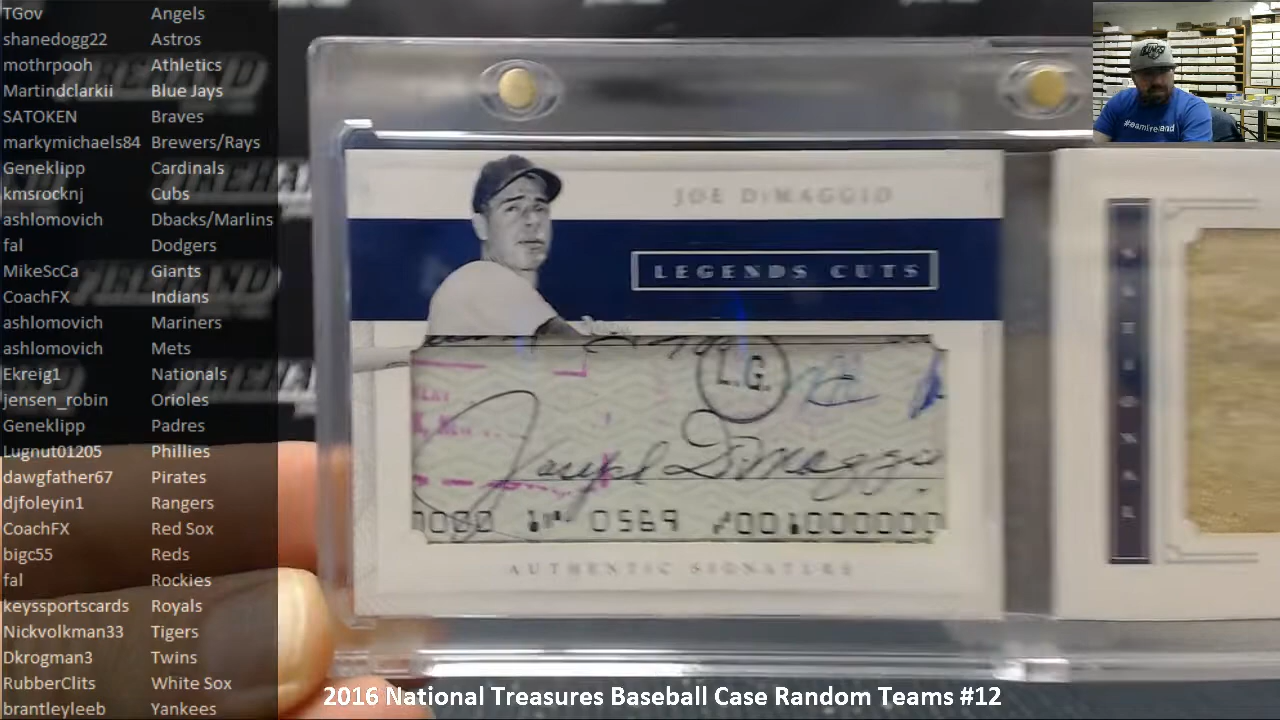 TGov Angels
shanedogg22 Astros
mothrpooh Athletics
Martindclarkii Blue Jays
SATOKEN Braves
markymichaels84 Brewers/Rays
Geneklipp Cardinals
kmsrocknj Cubs
ashlomovich Dbacks/Marlins
fal Dodgers
MikeScCa Giants
CoachFX Indians
ashlomovich Mariners
ashlomovich Mets
Ekreig1 Nationals
jensen_robin Orioles
Geneklipp Padres
Lugnut01205 Phillies
dawgfather67 Pirates
djfoleyin1 Rangers
CoachFX Red Sox
bigc55 Reds
fal Rockies
keyssportscards Royals
Nickvolkman33 Tigers
Dkrogman3 Twins
RubberClits White Sox
brantleyleeb Yankees
JOE DiMAGGIO
LEGENDS CUTS
L.G.
Joseph DiMaggio
0569
AUTHENTIC SIGNATURE
2016 National Treasures Baseball Case Random Teams #12